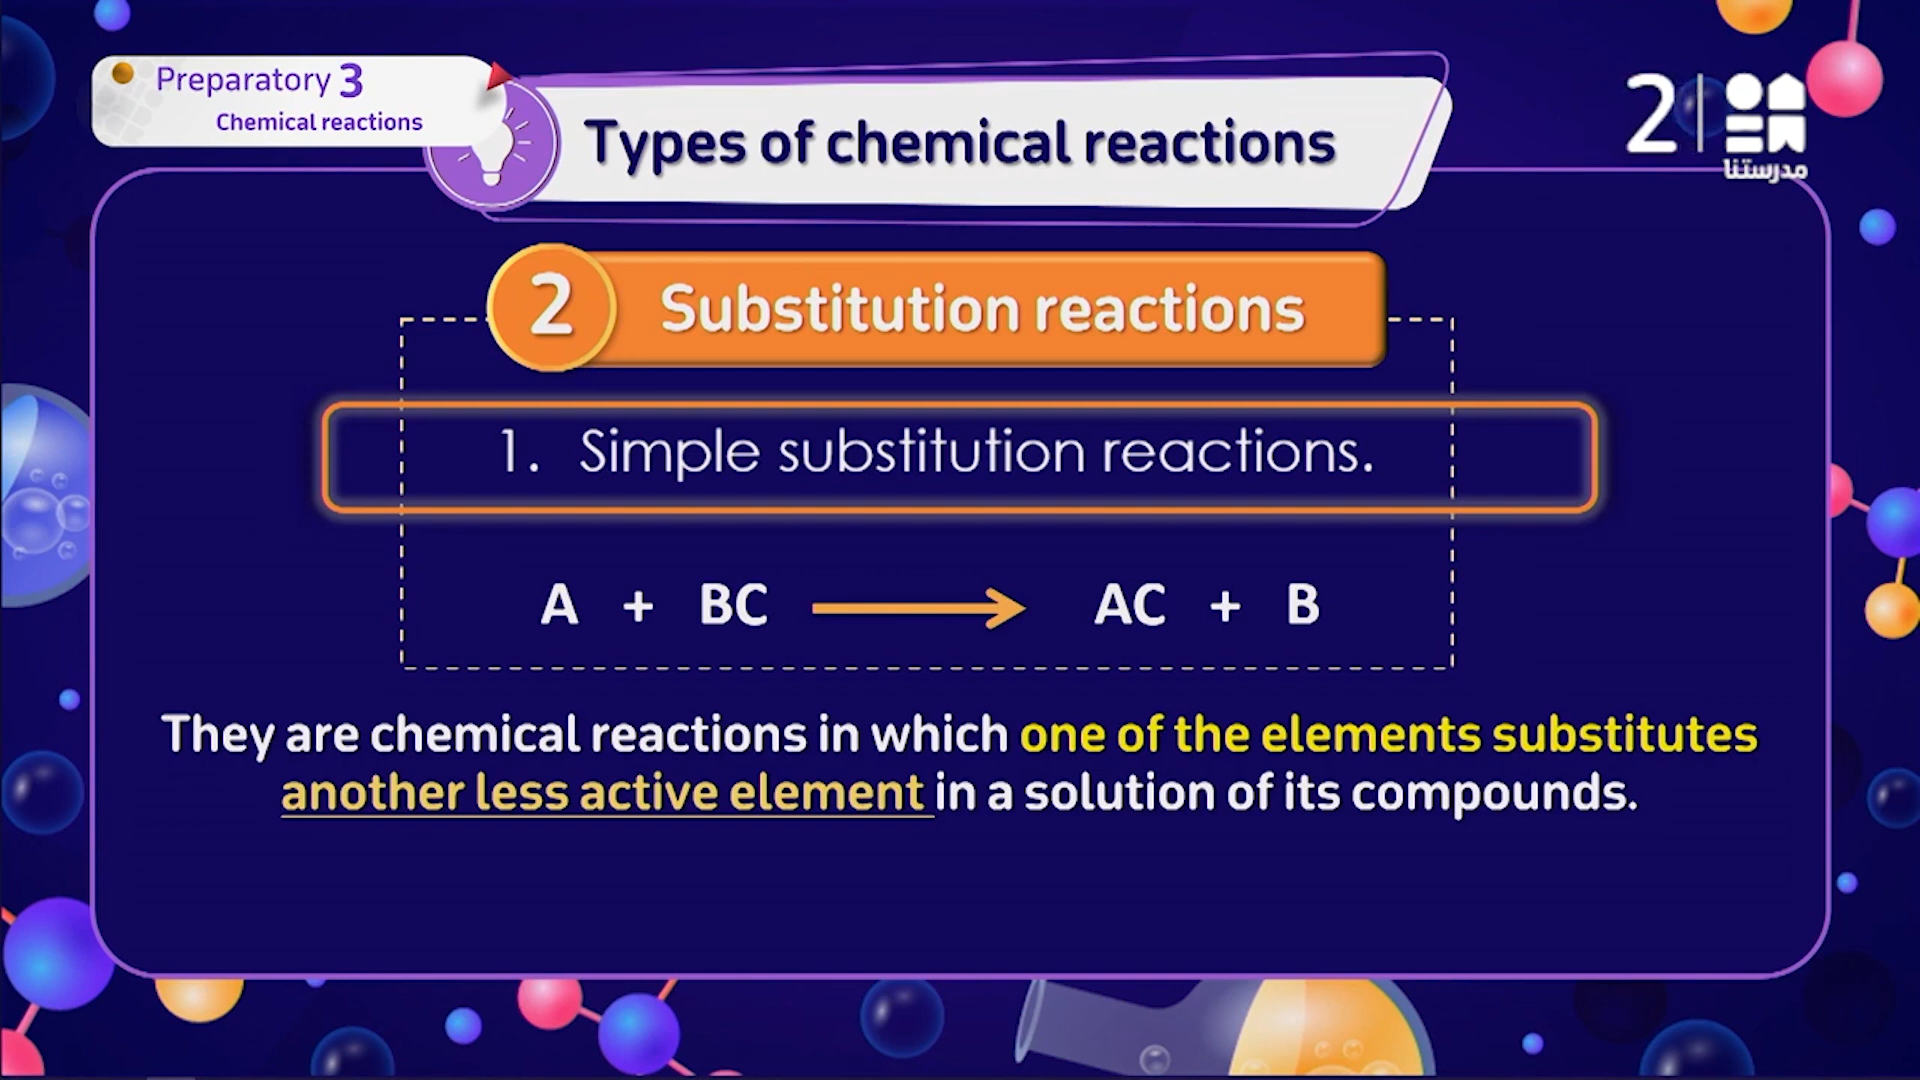 Preparatory 3
Chemical reactions
Types of chemical reactions
2
مدرستنا
2 Substitution reactions
1. Simple substitution reactions.
A + BC → AC + B
They are chemical reactions in which one of the elements substitutes
another less active element in a solution of its compounds.